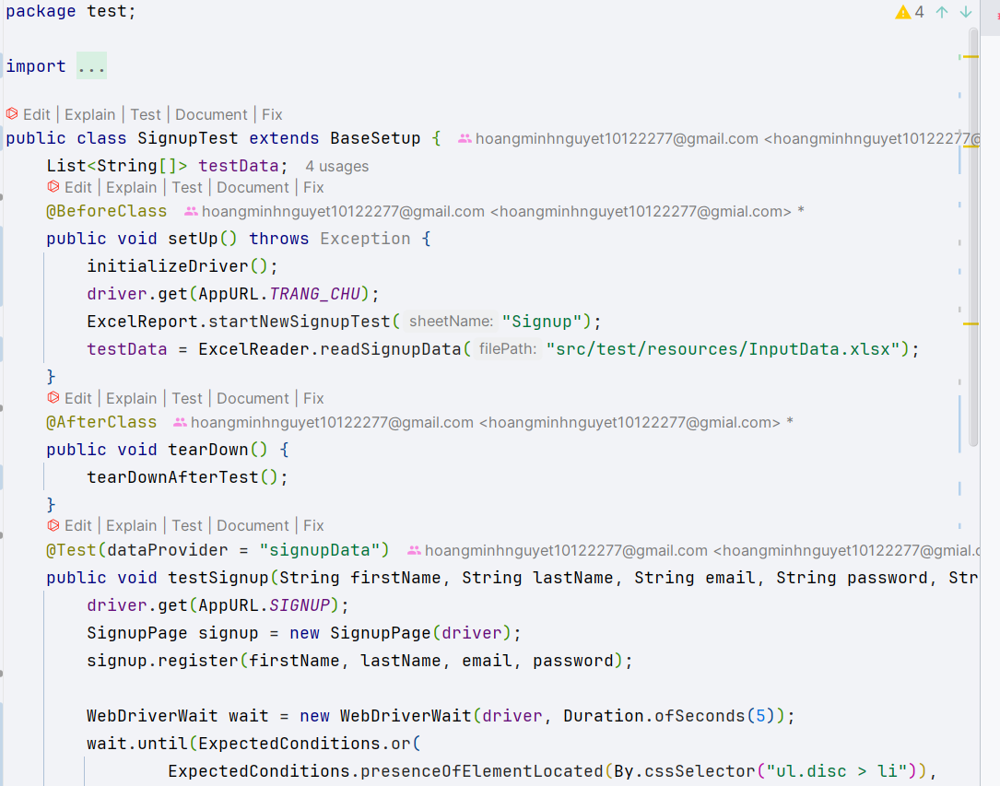 package test;
4
import ...
Edit | Explain | Test | Document | Fix
public class SignupTest extends BaseSetup { hoangminhnguyet10122277@gmail.com <hoangminhnguyet10122277@
List<String[]> testData; 4 usages
Edit | Explain | Test | Document | Fix
@BeforeClass hoangminhnguyet10122277@gmail.com <hoangminhnguyet10122277@gmial.com> *
public void setUp() throws Exception {
initializeDriver();
driver.get(AppURL.TRANG_CHU);
ExcelReport.startNewSignupTest( sheetName: "Signup");
testData = ExcelReader.readSignupData( filePath: "src/test/resources/InputData.xlsx");
}
Edit | Explain | Test | Document | Fix
@AfterClass hoangminhnguyet10122277@gmail.com <hoangminhnguyet10122277@gmial.com> *
public void tearDown() {
tearDownAfterTest();
}
Edit | Explain | Test | Document | Fix
@Test(dataProvider = "signupData") hoangminhnguyet10122277@gmail.com <hoangminhnguyet10122277@gmial.c
public void testSignup(String firstName, String lastName, String email, String password, Str
driver.get(AppURL.SIGNUP);
SignupPage signup = new SignupPage(driver);
signup.register(firstName, lastName, email, password);
WebDriverWait wait = new WebDriverWait(driver, Duration.ofSeconds(5));
wait.until(ExpectedConditions.or(
ExpectedConditions.presenceOfElementLocated(By.cssSelector("ul.disc > li")),